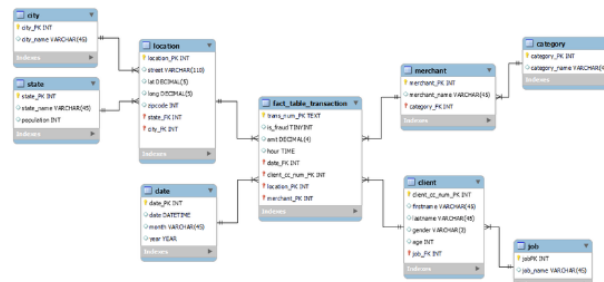 city
city_PK INT
city_name VARCHAR(45)
Indexes
state
state_PK INT
state_name VARCHAR(45)
population INT
Indexes
location
location_PK INT
street VARCHAR(110)
lat DECIMAL(5)
lang DECIMAL(5)
zipcode INT
state_FK INT
city_FK INT
Indexes
date
date_PK INT
date DATETIME
month VARCHAR(45)
year YEAR
Indexes
fact_table_transaction
trans_num_PK TEXT
is_fraud TINYINT
amt DECIMAL(4)
hour TIME
date_FK INT
client_cc_num_FK INT
location_FK INT
merchant_FK INT
Indexes
merchant
merchant_PK INT
merchant_name VARCHAR(45)
category_FK INT
Indexes
category
category_PK INT
category_name VARCHAR(4
Indexes
client
client_cc_num_PK INT
firstname VARCHAR(45)
lastname VARCHAR(45)
gender VARCHAR(2)
age INT
job_FK INT
Indexes
job
jobPK INT
job_name VARCHAR(45)